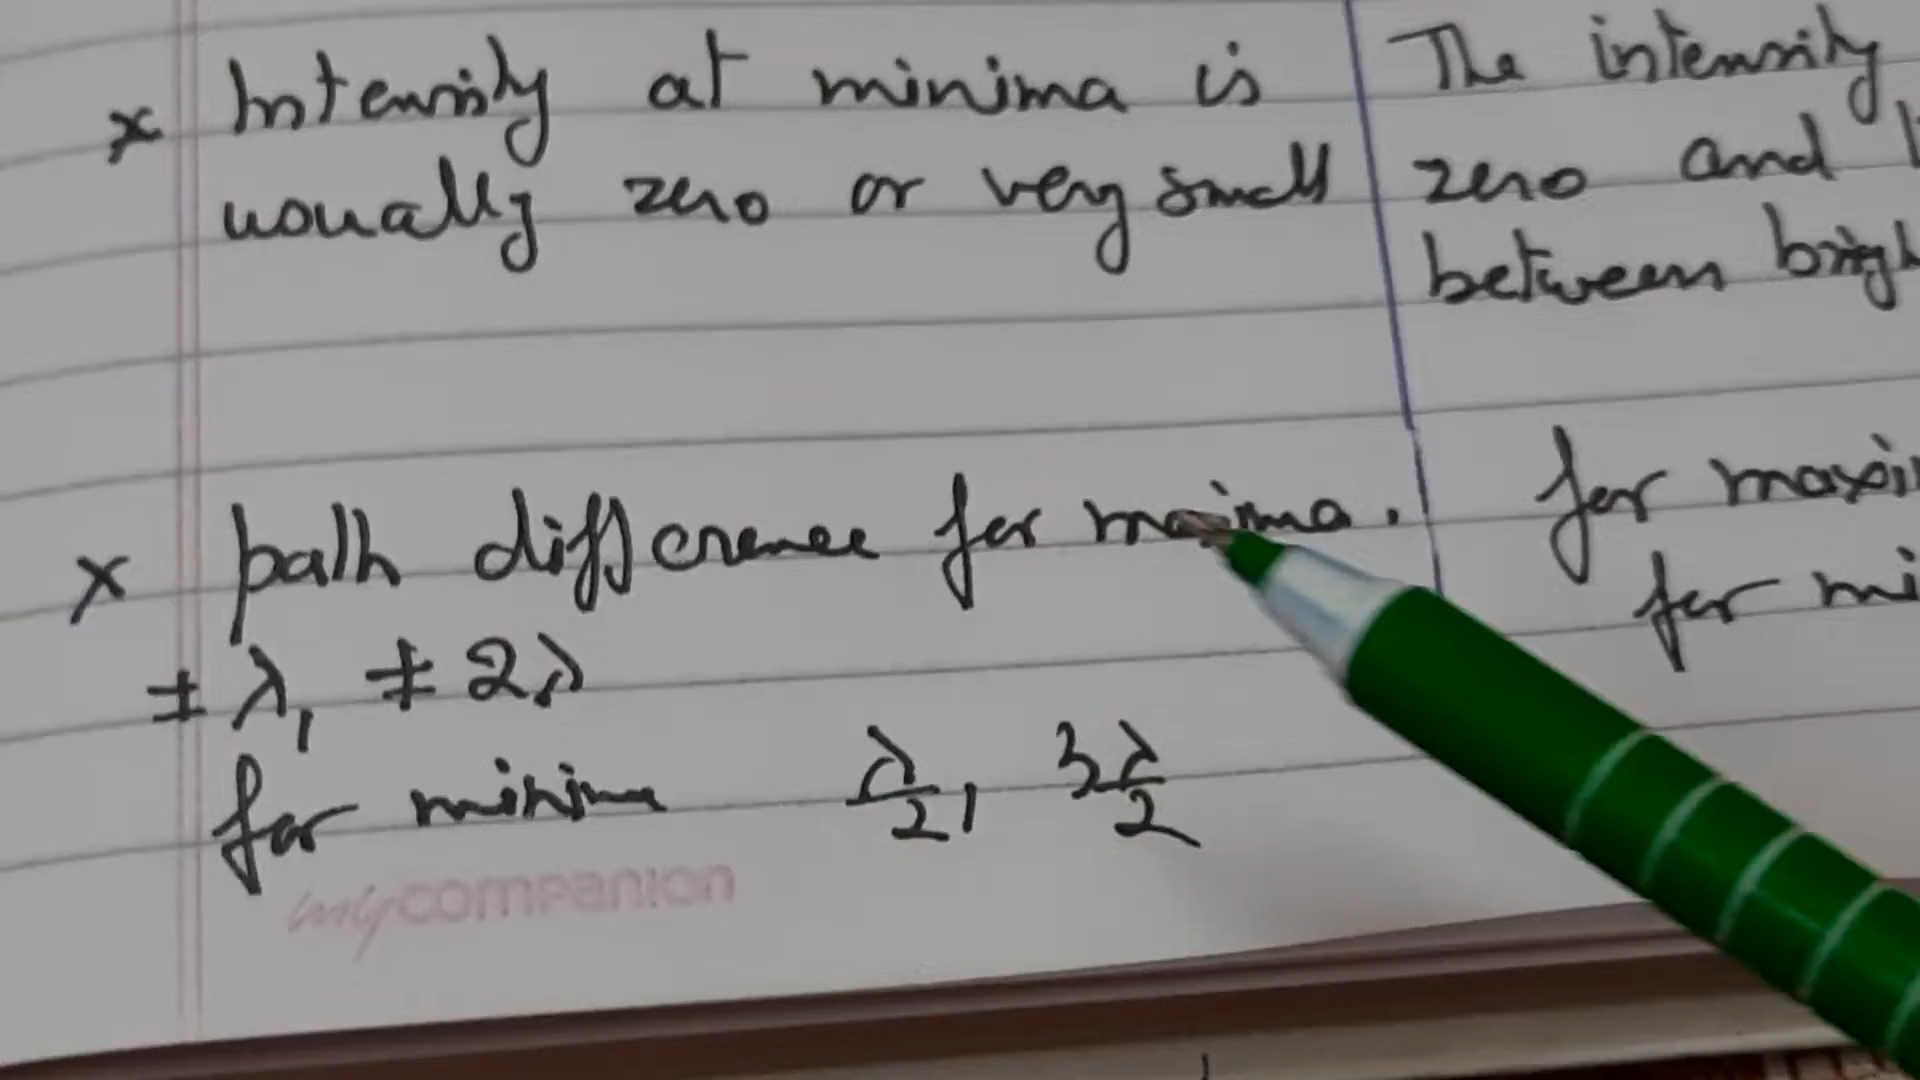 x Intensity at minima is
usually zero or very small
x path difference for maxima.
± λ, ± 2λ
for minima λ/2, 3λ/2
mycompanion
The intensity
zero and
between brigh
for maxi
for mi